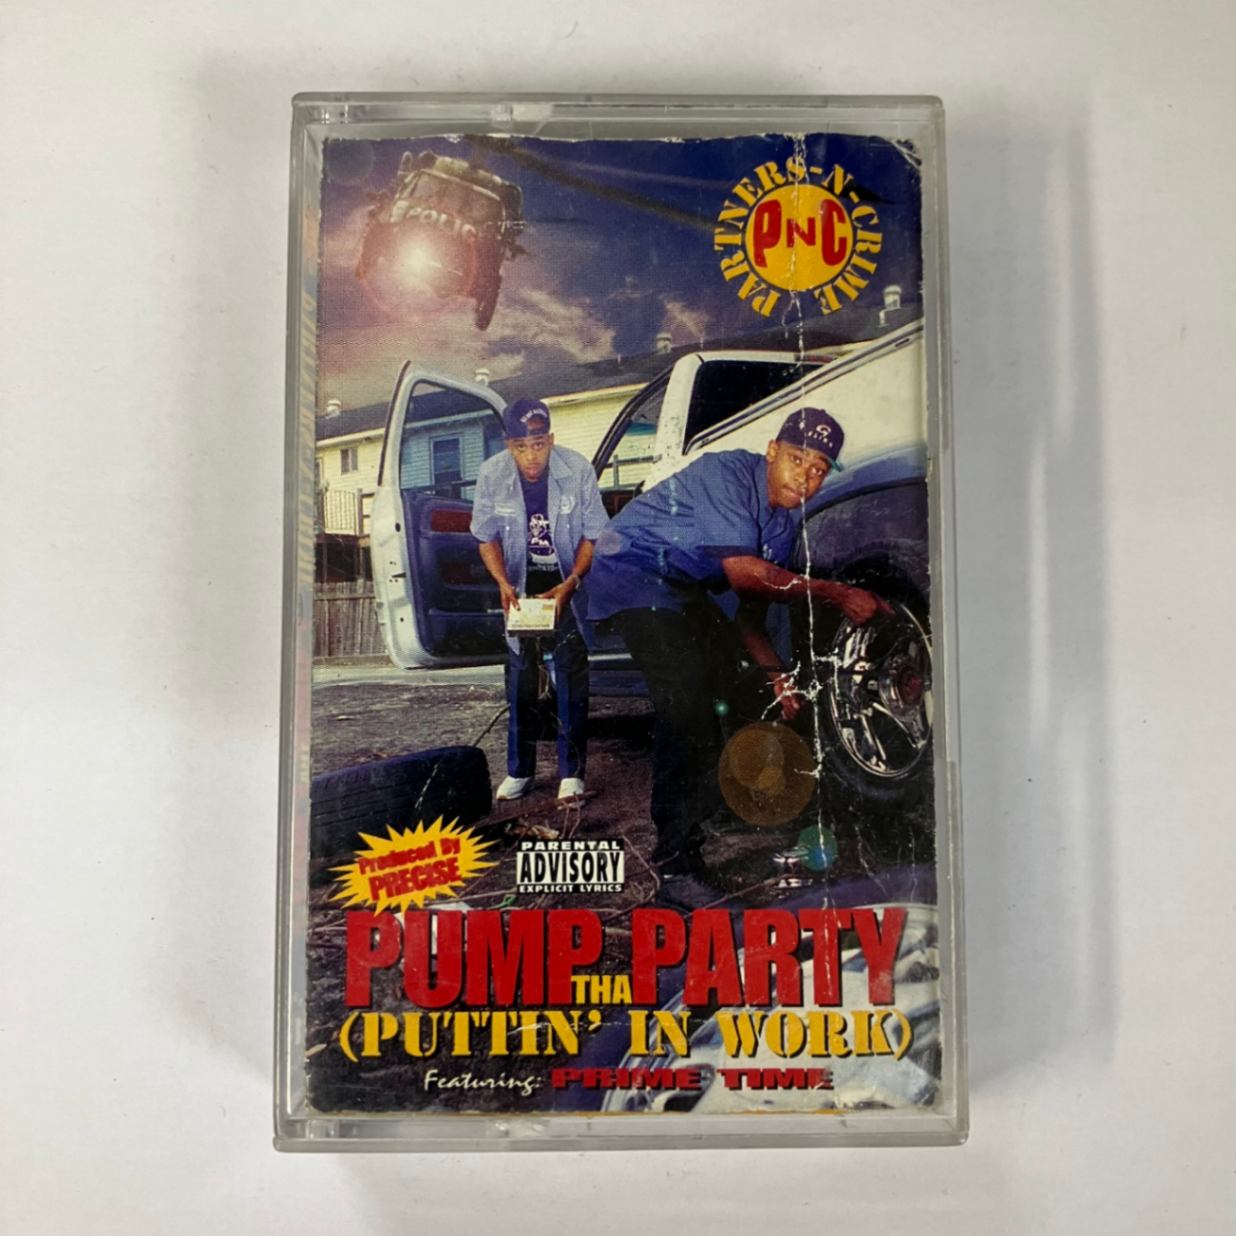 POLICE
PARTNERS-N-CRIME
PNC
Produced By
PRECISE
PARENTAL
ADVISORY
EXPLICIT LYRICS
PUMP THA PARTY
(PUTTIN' IN WORK)
Featuring: PRIME TIME